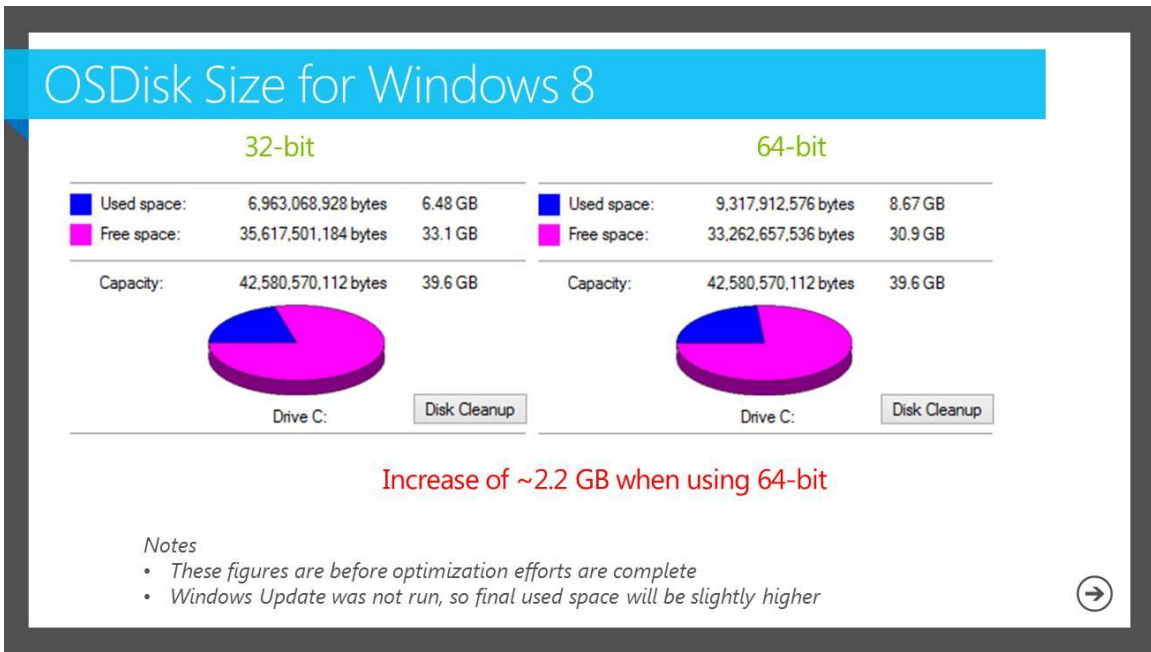 OSDisk Size for Windows 8
32-bit
Used space: 6,963,068,928 bytes 6.48 GB
Free space: 35,617,501,184 bytes 33.1 GB
Capacity: 42,580,570,112 bytes 39.6 GB
Drive C:
Disk Cleanup
64-bit
Used space: 9,317,912,576 bytes 8.67 GB
Free space: 33,262,657,536 bytes 30.9 GB
Capacity: 42,580,570,112 bytes 39.6 GB
Drive C:
Disk Cleanup
Increase of ~2.2 GB when using 64-bit
Notes
• These figures are before optimization efforts are complete
• Windows Update was not run, so final used space will be slightly higher